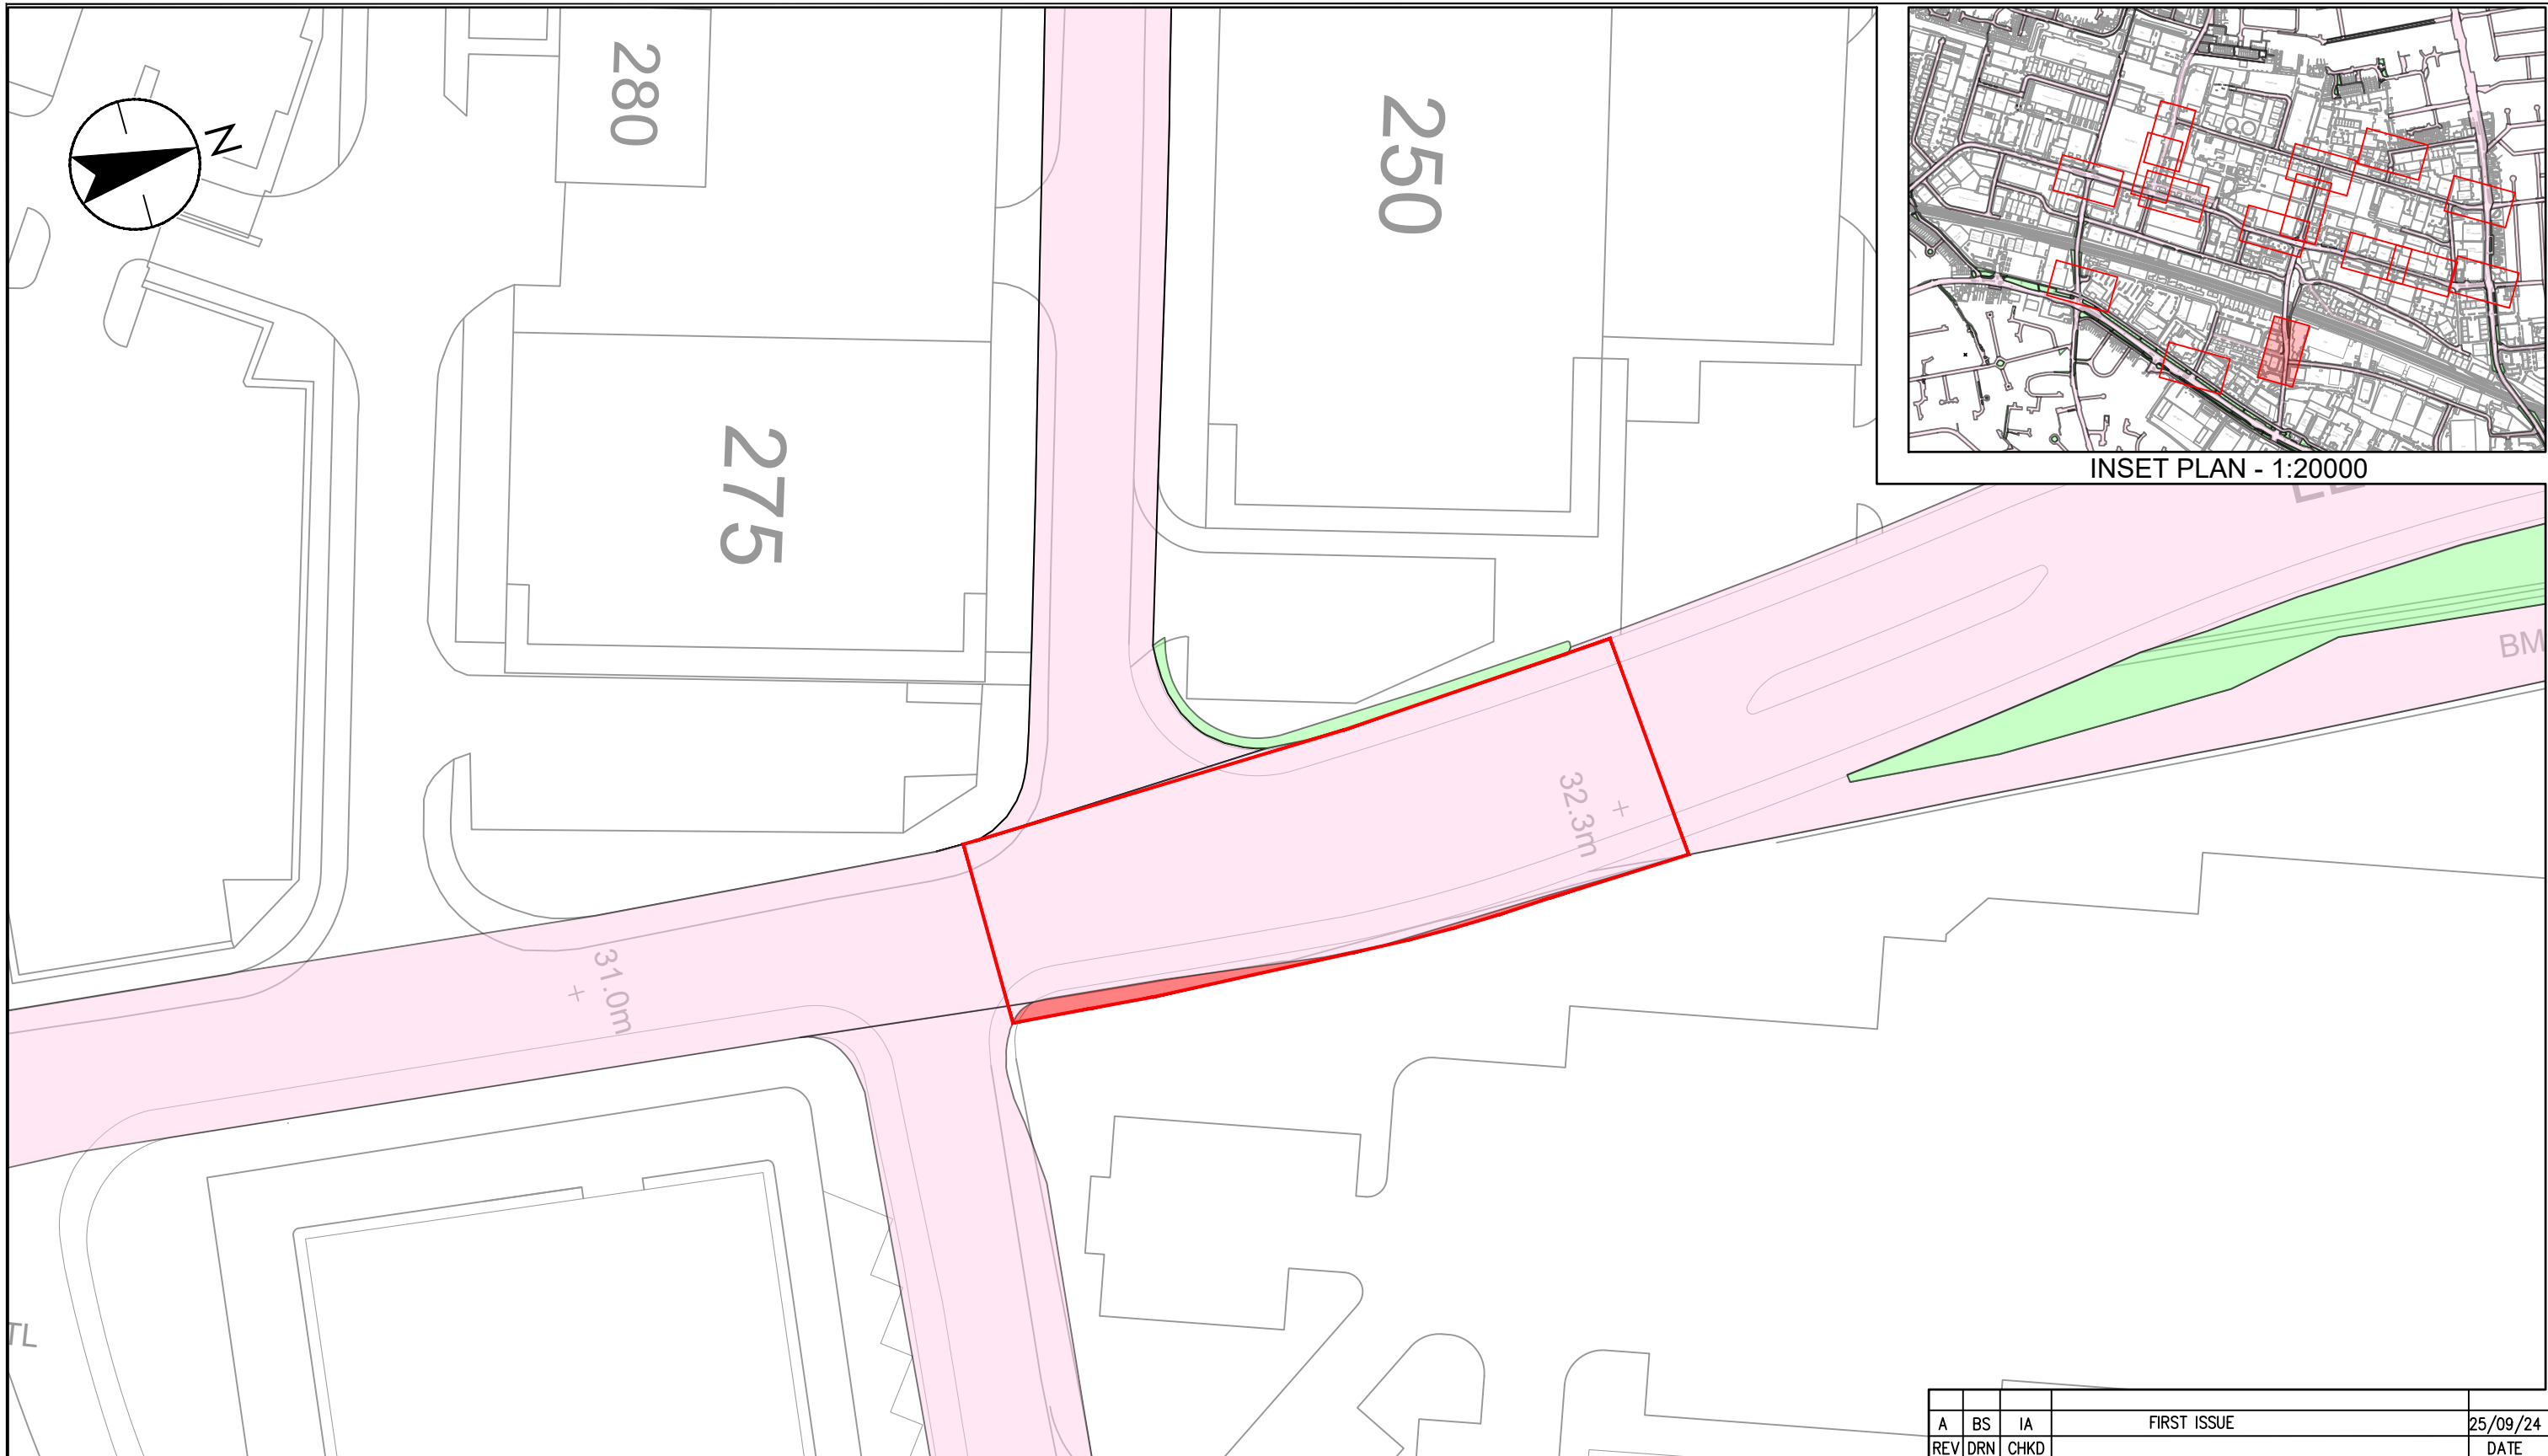 N
280
250
275
INSET PLAN - 1:20000
BM
32.3m
31.0m
TL
A BS IA FIRST ISSUE 25/09/24
REV DRN CHKD DATE